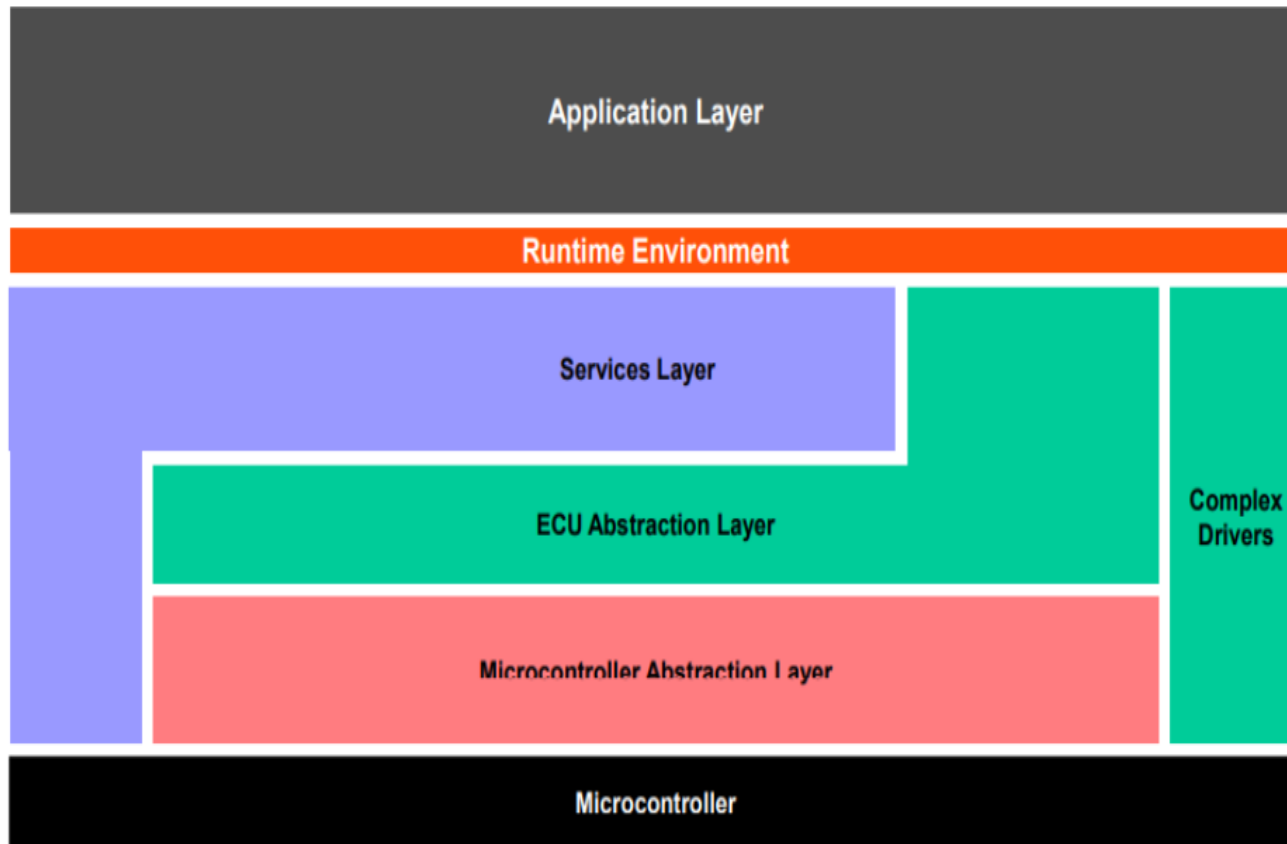 Application Layer
Runtime Environment
Services Layer
ECU Abstraction Layer
Complex
Drivers
Microcontroller Abstraction Layer
Microcontroller